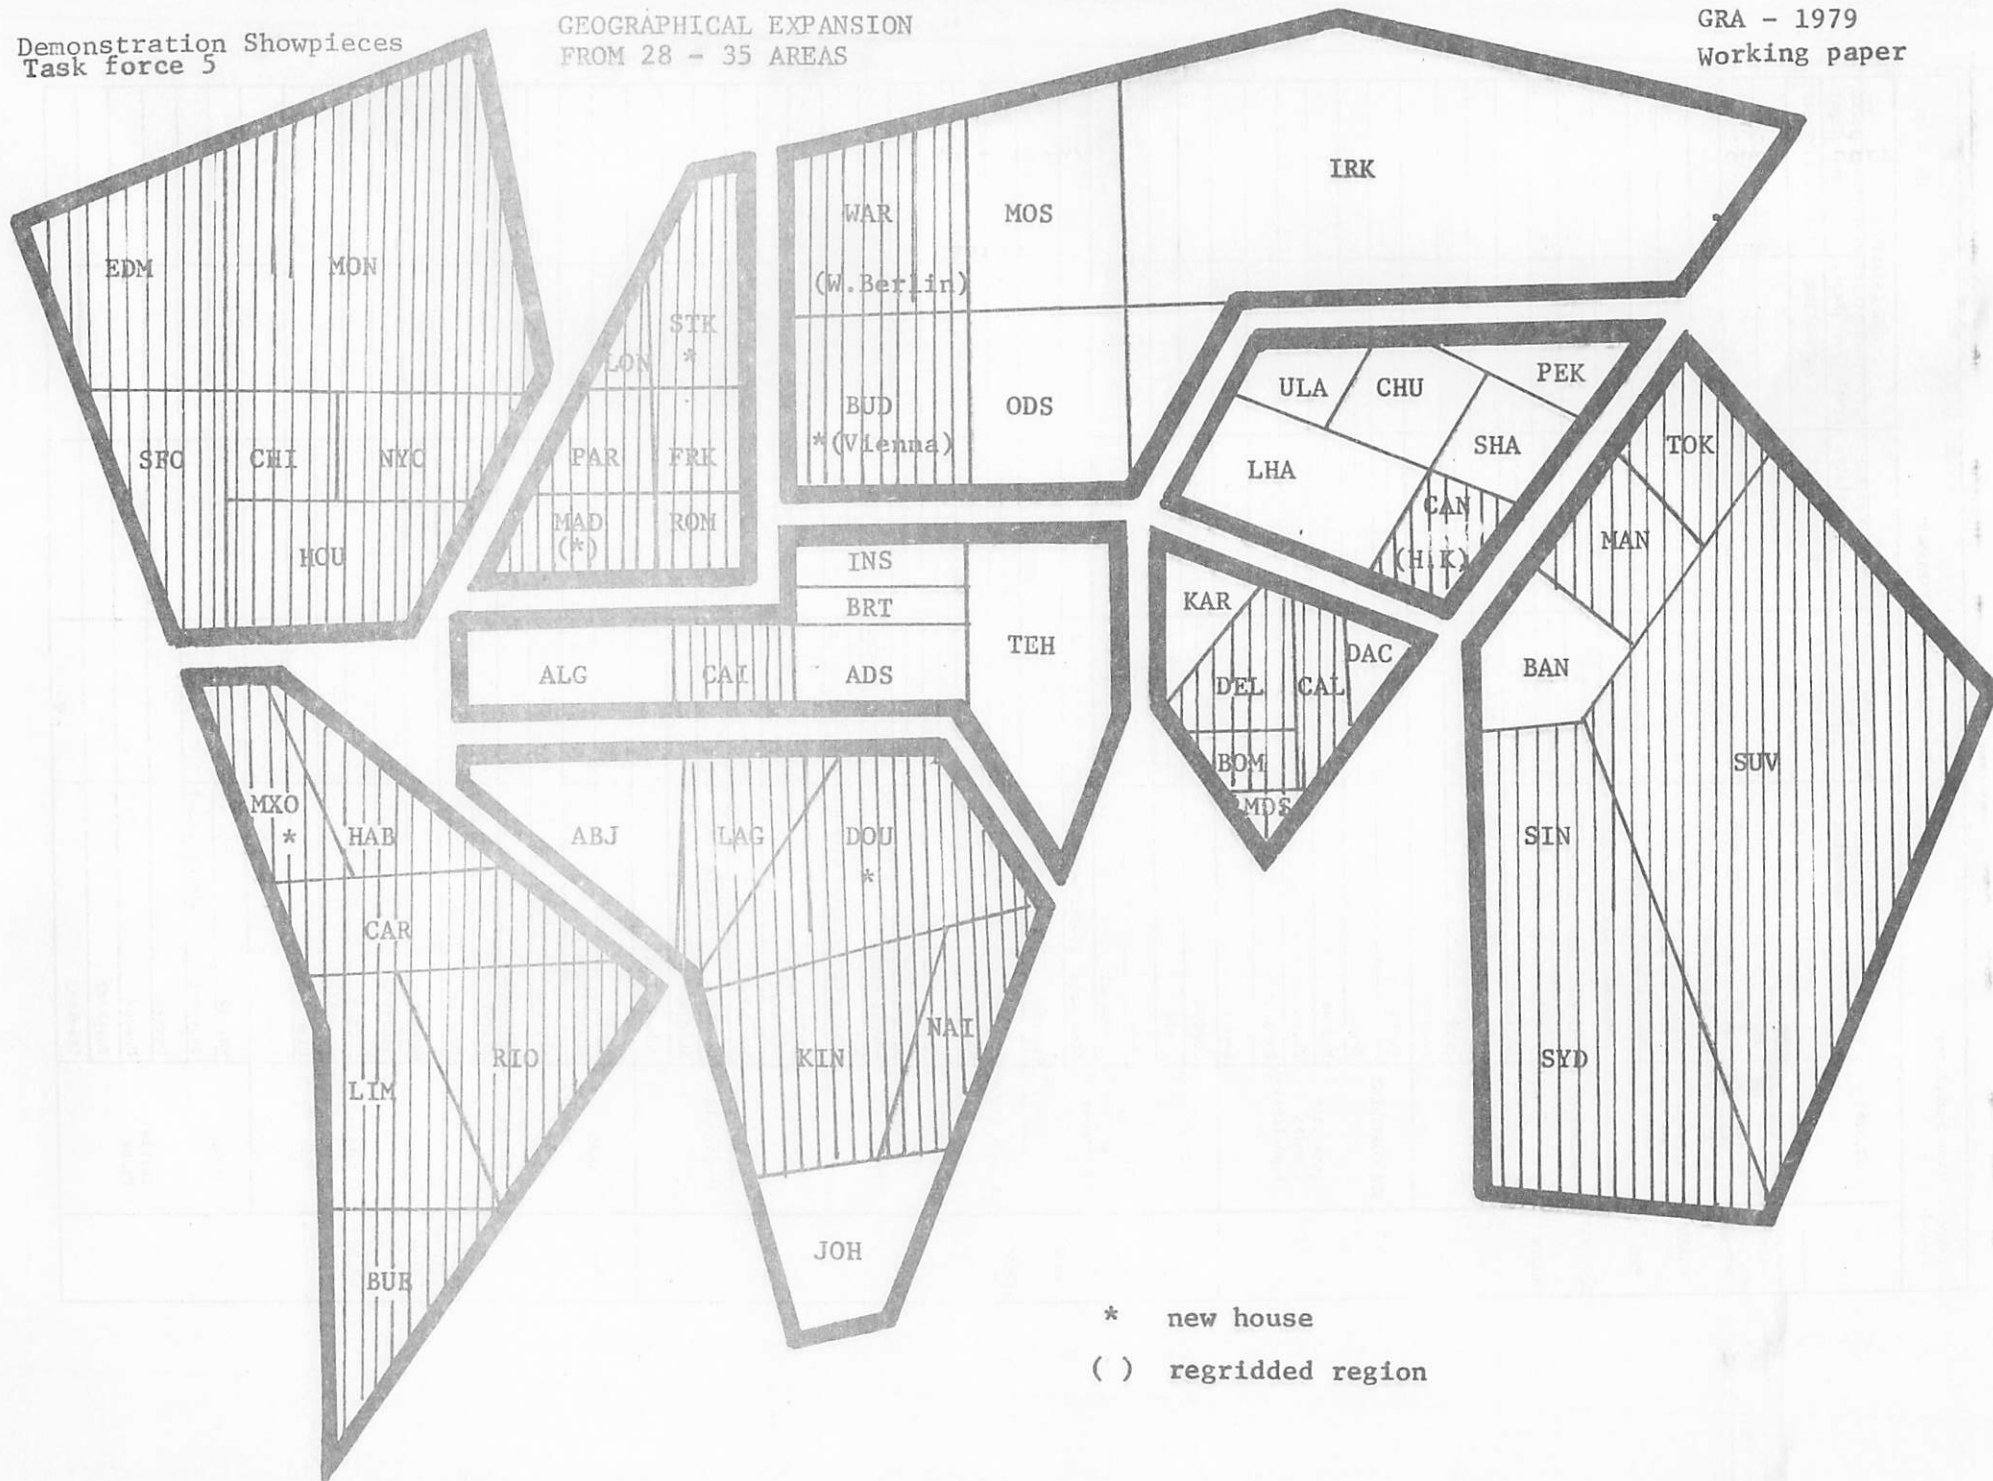 Demonstration Showpieces
Task force 5
GEOGRAPHICAL EXPANSION
FROM 28 - 35 AREAS
GRA - 1979
Working paper
EDM
MON
SFO
CHI
NYC
HOU
LON
STK
*
PAR
FRK
MAD
(*)
ROM
WAR
(W.Berlin)
MOS
IRK
BUD
*(Vienna)
ODS
ULA
CHU
PEK
LHA
SHA
CAN
(H.K)
TOK
MAN
BAN
SUV
SIN
SYD
INS
BRT
ALG
CAI
ADS
TEH
KAR
DEL
CAL
DAC
BOM
MDS
MXO
*
HAB
CAR
LIM
RIO
BUE
ABJ
LAG
DOU
*
KIN
NAI
JOH
* new house
( ) regridded region